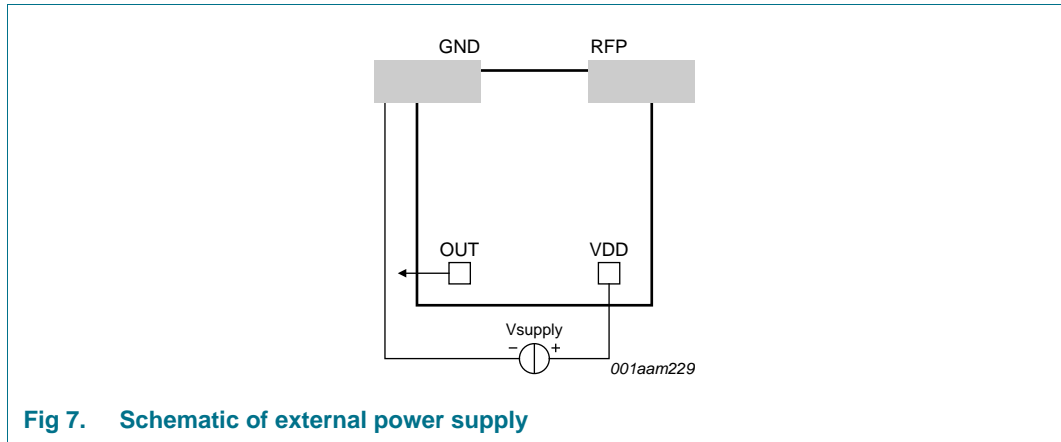 GND RFP
OUT VDD
Vsupply
− +
001aam229
Fig 7. Schematic of external power supply